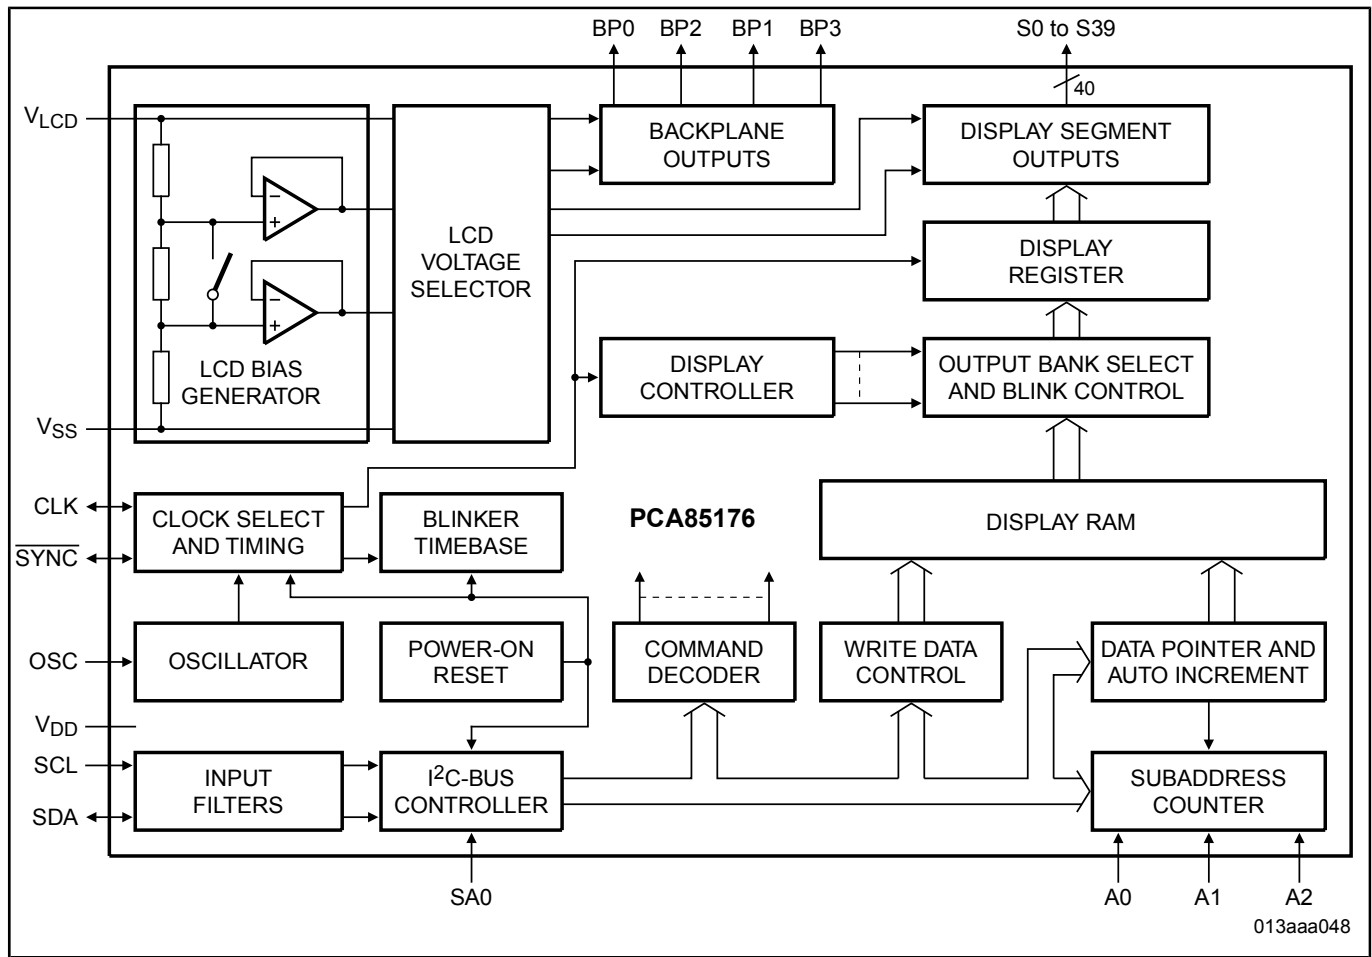 BP0 BP2 BP1 BP3 S0 to S39
40
VLCD
BACKPLANE
OUTPUTS
DISPLAY SEGMENT
OUTPUTS
LCD
VOLTAGE
SELECTOR
DISPLAY
REGISTER
LCD BIAS
GENERATOR
DISPLAY
CONTROLLER
OUTPUT BANK SELECT
AND BLINK CONTROL
VSS
CLK
SYNC
CLOCK SELECT
AND TIMING
BLINKER
TIMEBASE
PCA85176
DISPLAY RAM
OSC
OSCILLATOR
POWER-ON
RESET
COMMAND
DECODER
WRITE DATA
CONTROL
DATA POINTER AND
AUTO INCREMENT
VDD
SCL
SDA
INPUT
FILTERS
I2C-BUS
CONTROLLER
SUBADDRESS
COUNTER
SA0 A0 A1 A2
013aaa048